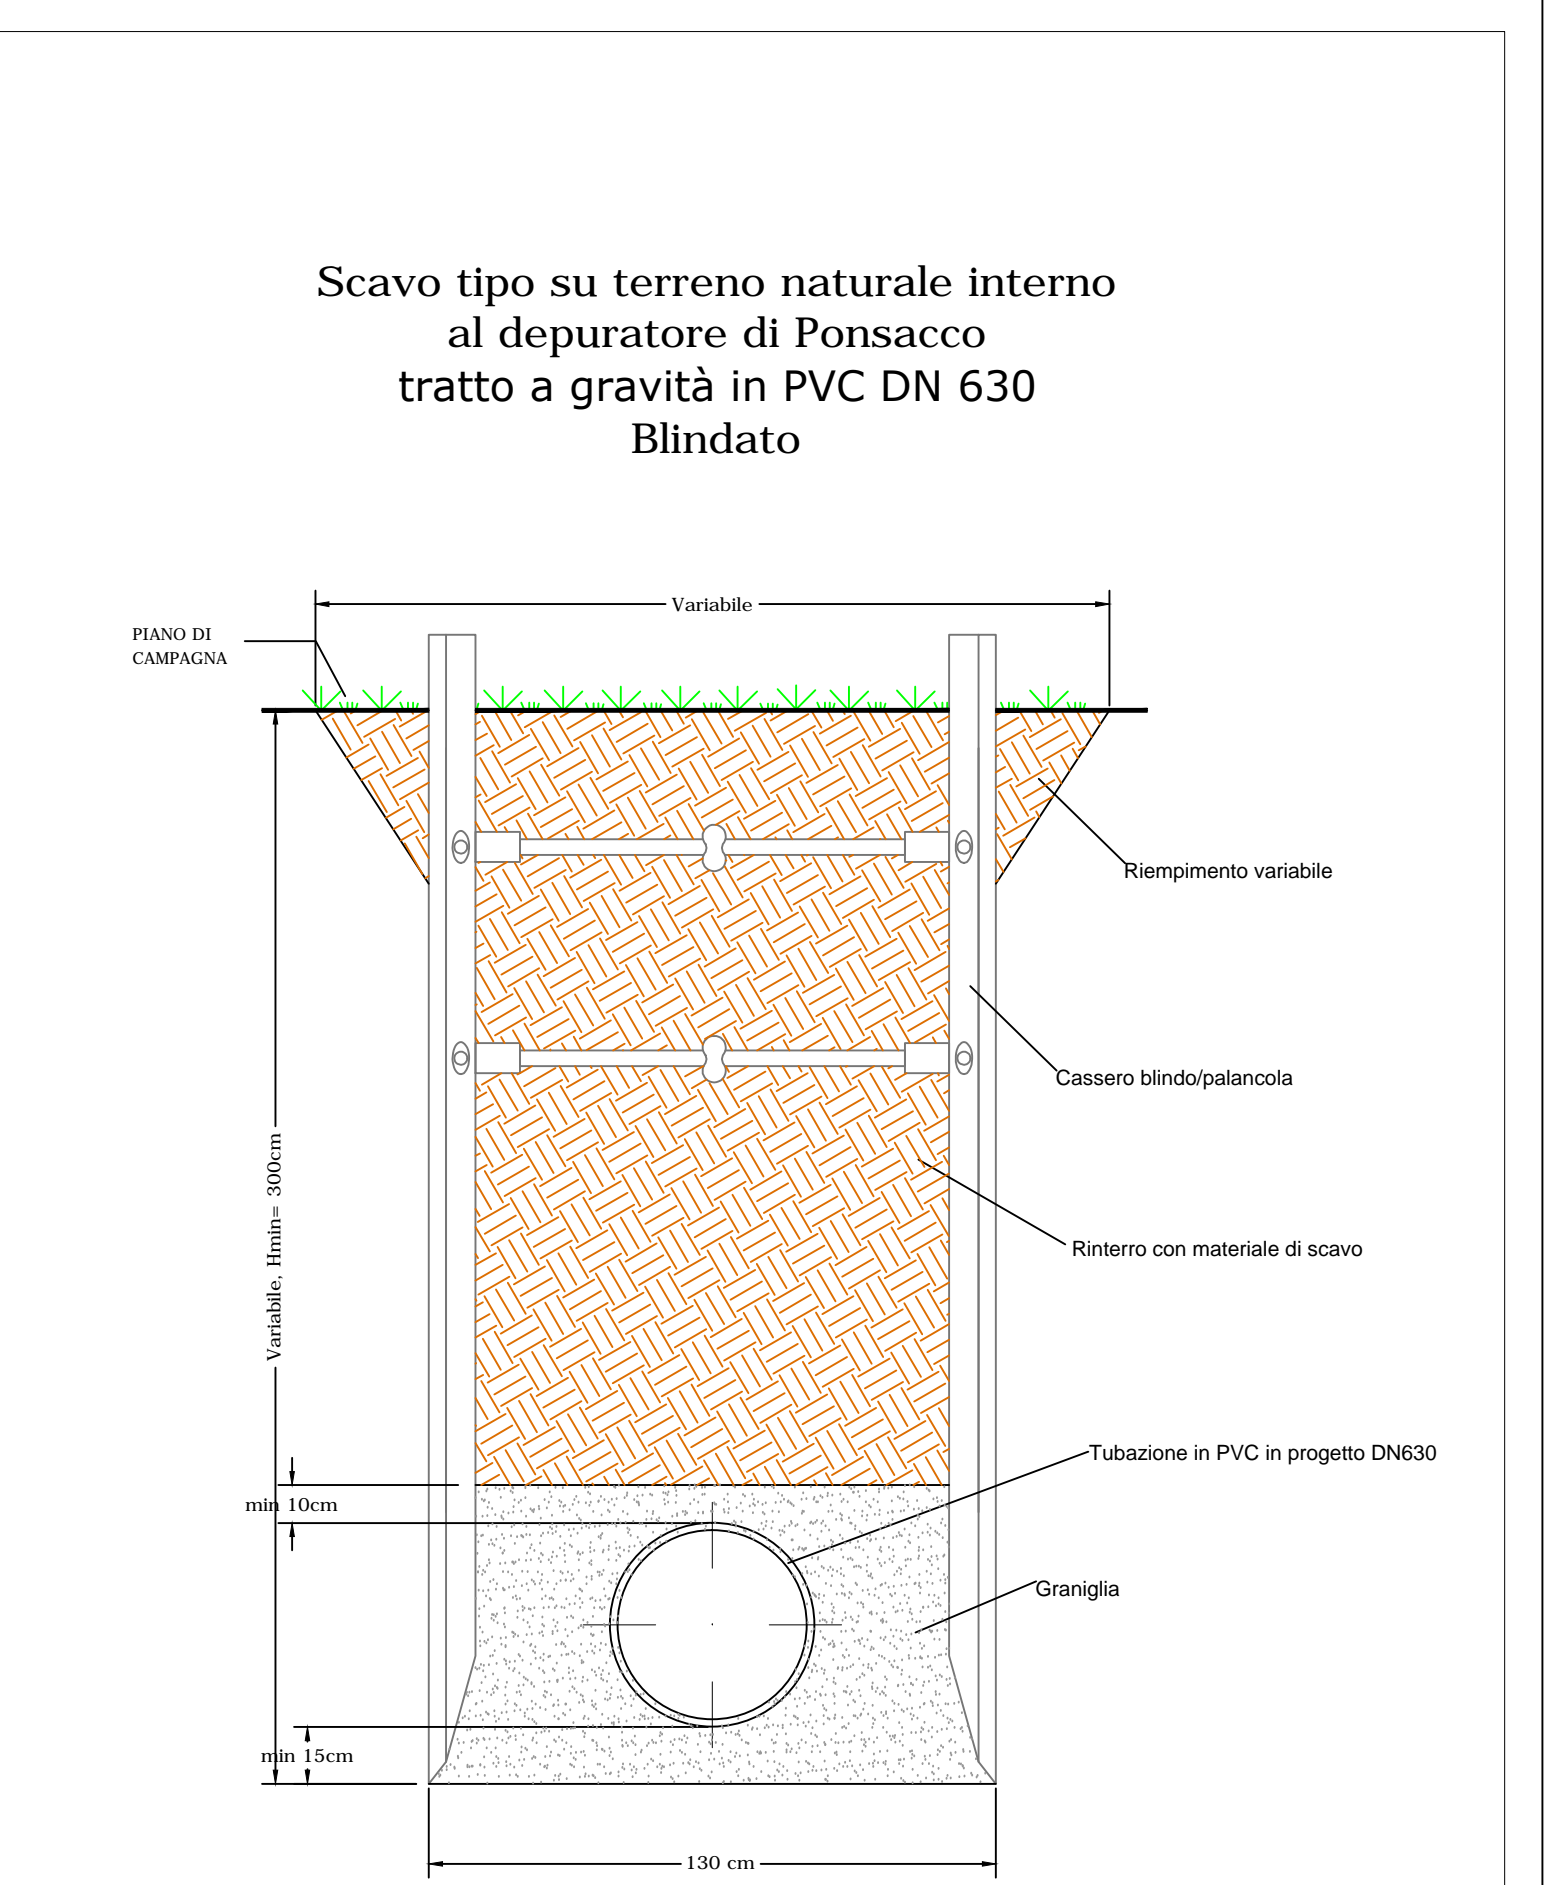 Scavo tipo su terreno naturale interno
al depuratore di Ponsacco
tratto a gravità in PVC DN 630
Blindato
Variabile
PIANO DI
CAMPAGNA
Riempimento variabile
Cassero blindo/palancola
Variabile, Hmin= 300cm
Rinterro con materiale di scavo
Tubazione in PVC in progetto DN630
min 10cm
Graniglia
min 15cm
130 cm